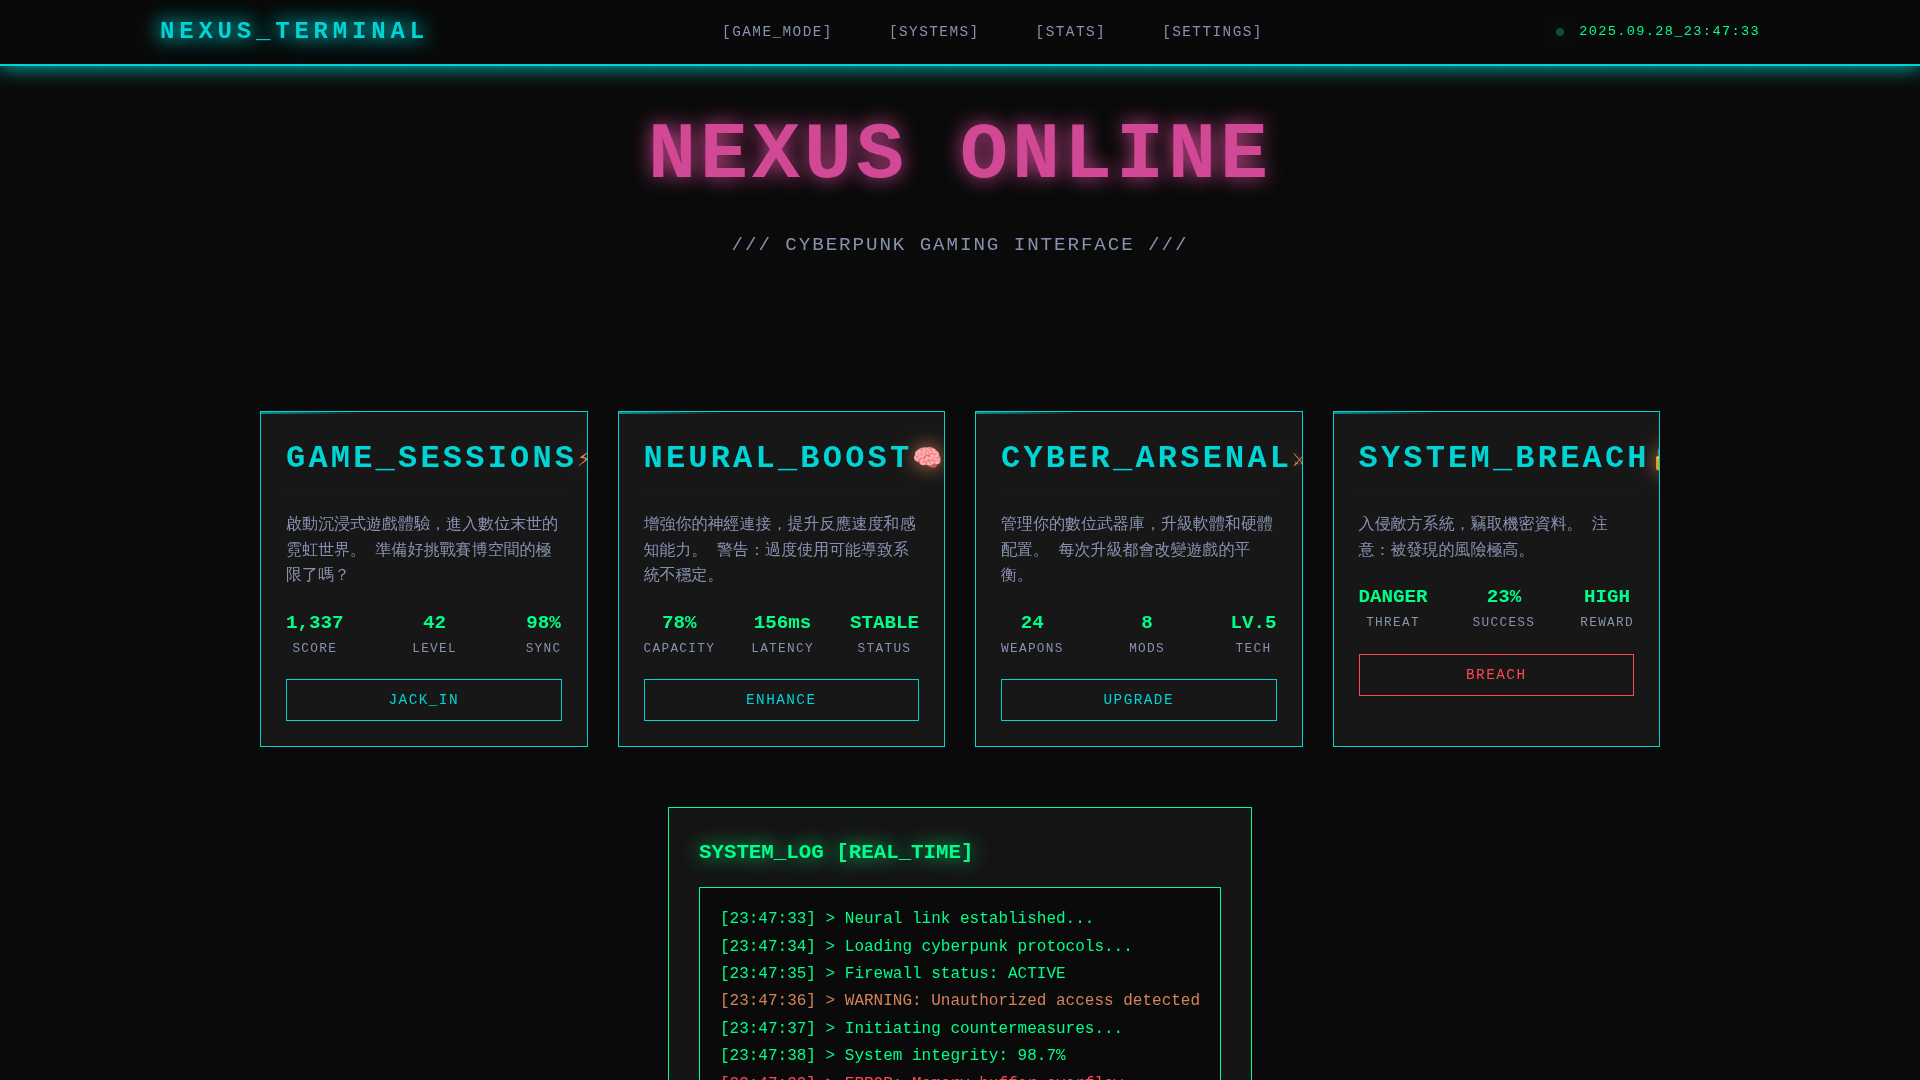 NEXUS_TERMINAL
[GAME_MODE] [SYSTEMS] [STATS] [SETTINGS]
2025.09.28_23:47:33
NEXUS ONLINE
/// CYBERPUNK GAMING INTERFACE ///
GAME_SESSIONS⚡
啟動沉浸式遊戲體驗，進入數位末世的
霓虹世界。 準備好挑戰賽博空間的極
限了嗎？
1,337 42 98%
SCORE LEVEL SYNC
JACK_IN
NEURAL_BOOST🧠
增強你的神經連接，提升反應速度和感
知能力。 警告：過度使用可能導致系
統不穩定。
78% 156ms STABLE
CAPACITY LATENCY STATUS
ENHANCE
CYBER_ARSENAL⚔
管理你的數位武器庫，升級軟體和硬體
配置。 每次升級都會改變遊戲的平
衡。
24 8 LV.5
WEAPONS MODS TECH
UPGRADE
SYSTEM_BREACH
入侵敵方系統，竊取機密資料。 注
意：被發現的風險極高。
DANGER 23% HIGH
THREAT SUCCESS REWARD
BREACH
SYSTEM_LOG [REAL_TIME]
[23:47:33] > Neural link established...
[23:47:34] > Loading cyberpunk protocols...
[23:47:35] > Firewall status: ACTIVE
[23:47:36] > WARNING: Unauthorized access detected
[23:47:37] > Initiating countermeasures...
[23:47:38] > System integrity: 98.7%
[23:47:39] > ERROR: Memory buffer overflow